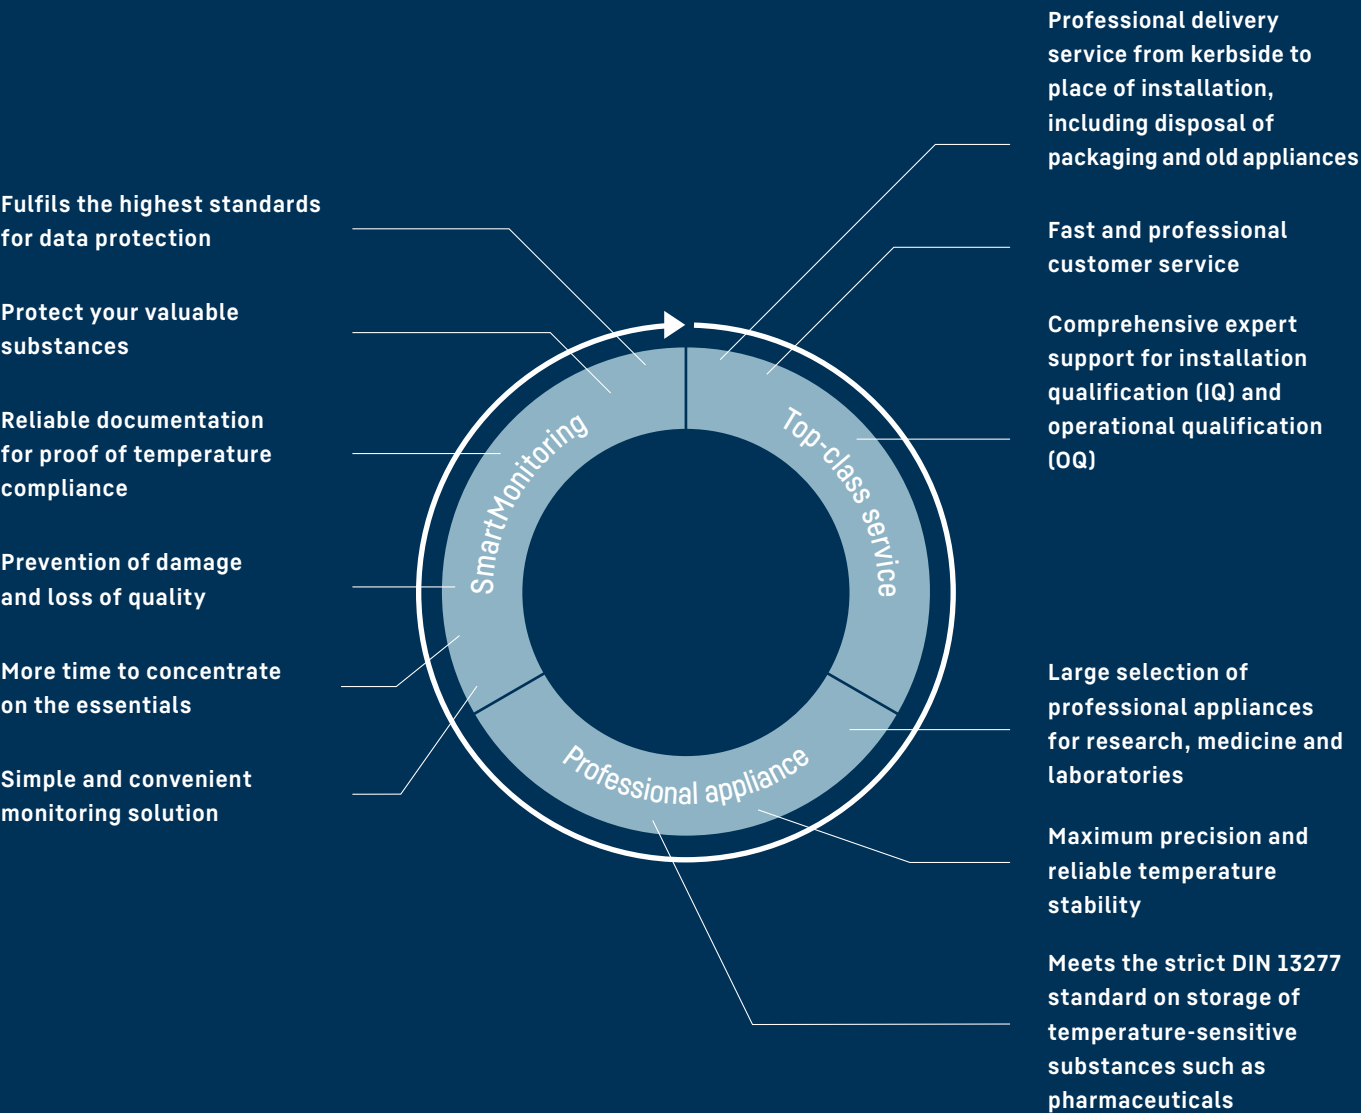 Professional delivery
service from kerbside to
place of installation,
including disposal of
packaging and old appliances
Fast and professional
customer service
Comprehensive expert
support for installation
qualification (IQ) and
operational qualification
(OQ)
Fulfils the highest standards
for data protection
Protect your valuable
substances
Reliable documentation
for proof of temperature
compliance
Prevention of damage
and loss of quality
More time to concentrate
on the essentials
Simple and convenient
monitoring solution
SmartMonitoring
Top-class service
Professional appliance
Large selection of
professional appliances
for research, medicine and
laboratories
Maximum precision and
reliable temperature
stability
Meets the strict DIN 13277
standard on storage of
temperature-sensitive
substances such as
pharmaceuticals